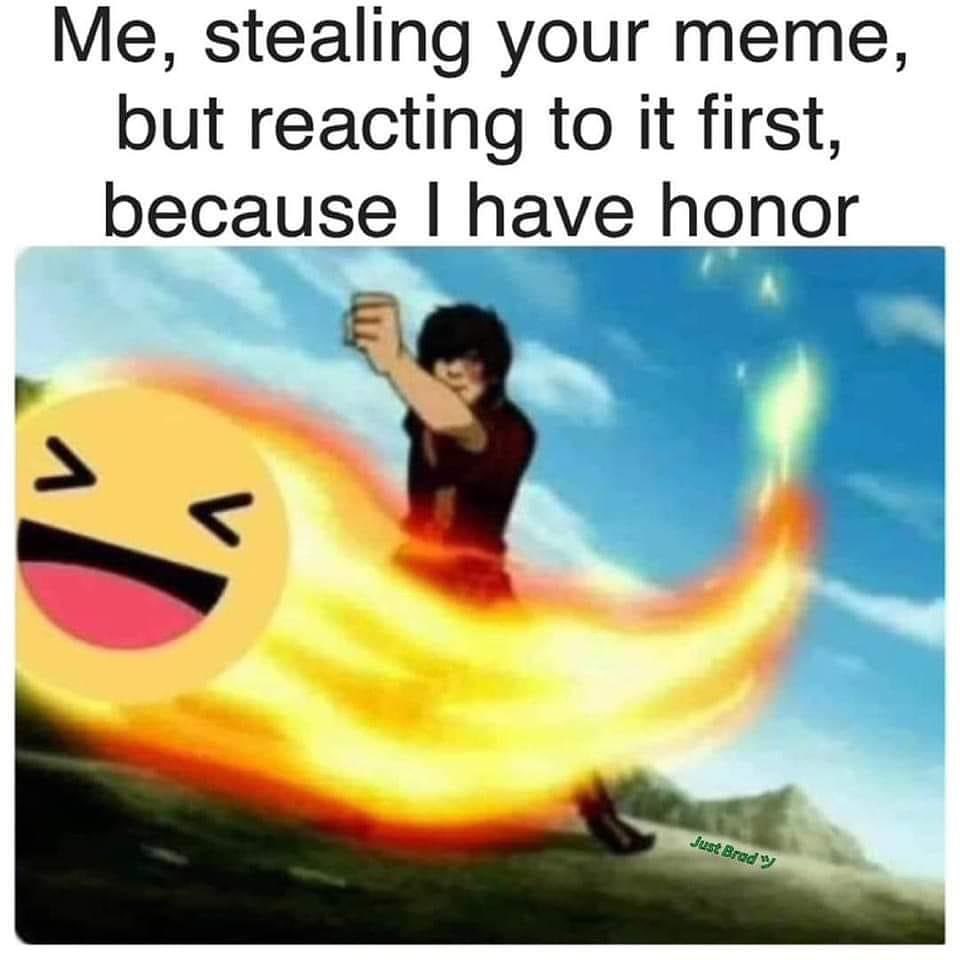 Me, stealing your meme,
but reacting to it first,
because I have honor
Just Brad